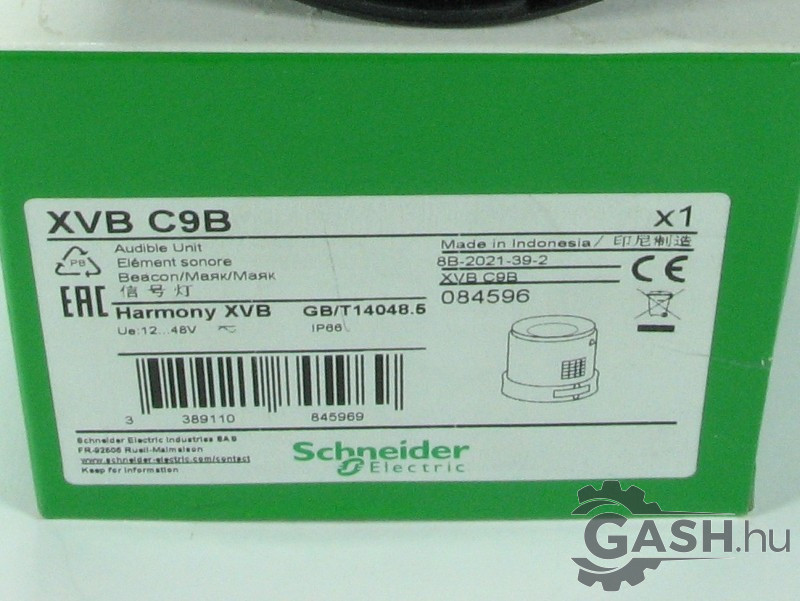 XVB C9B x1
Audible Unit
Elément sonore
Beacon/Маяк/Маяк
信号灯
PB
EAC
Made in Indonesia / 印尼制造
8B-2021-39-2
XVB C9B
084596
CE
Harmony XVB GB/T14048.5
Ue:12...48V IP66
3 389110 845969
Schneider Electric Industries SAS
FR-92506 Rueil-Malmaison
www.schneider-electric.com/contact
Keep for information
Schneider
Electric
GASH.hu